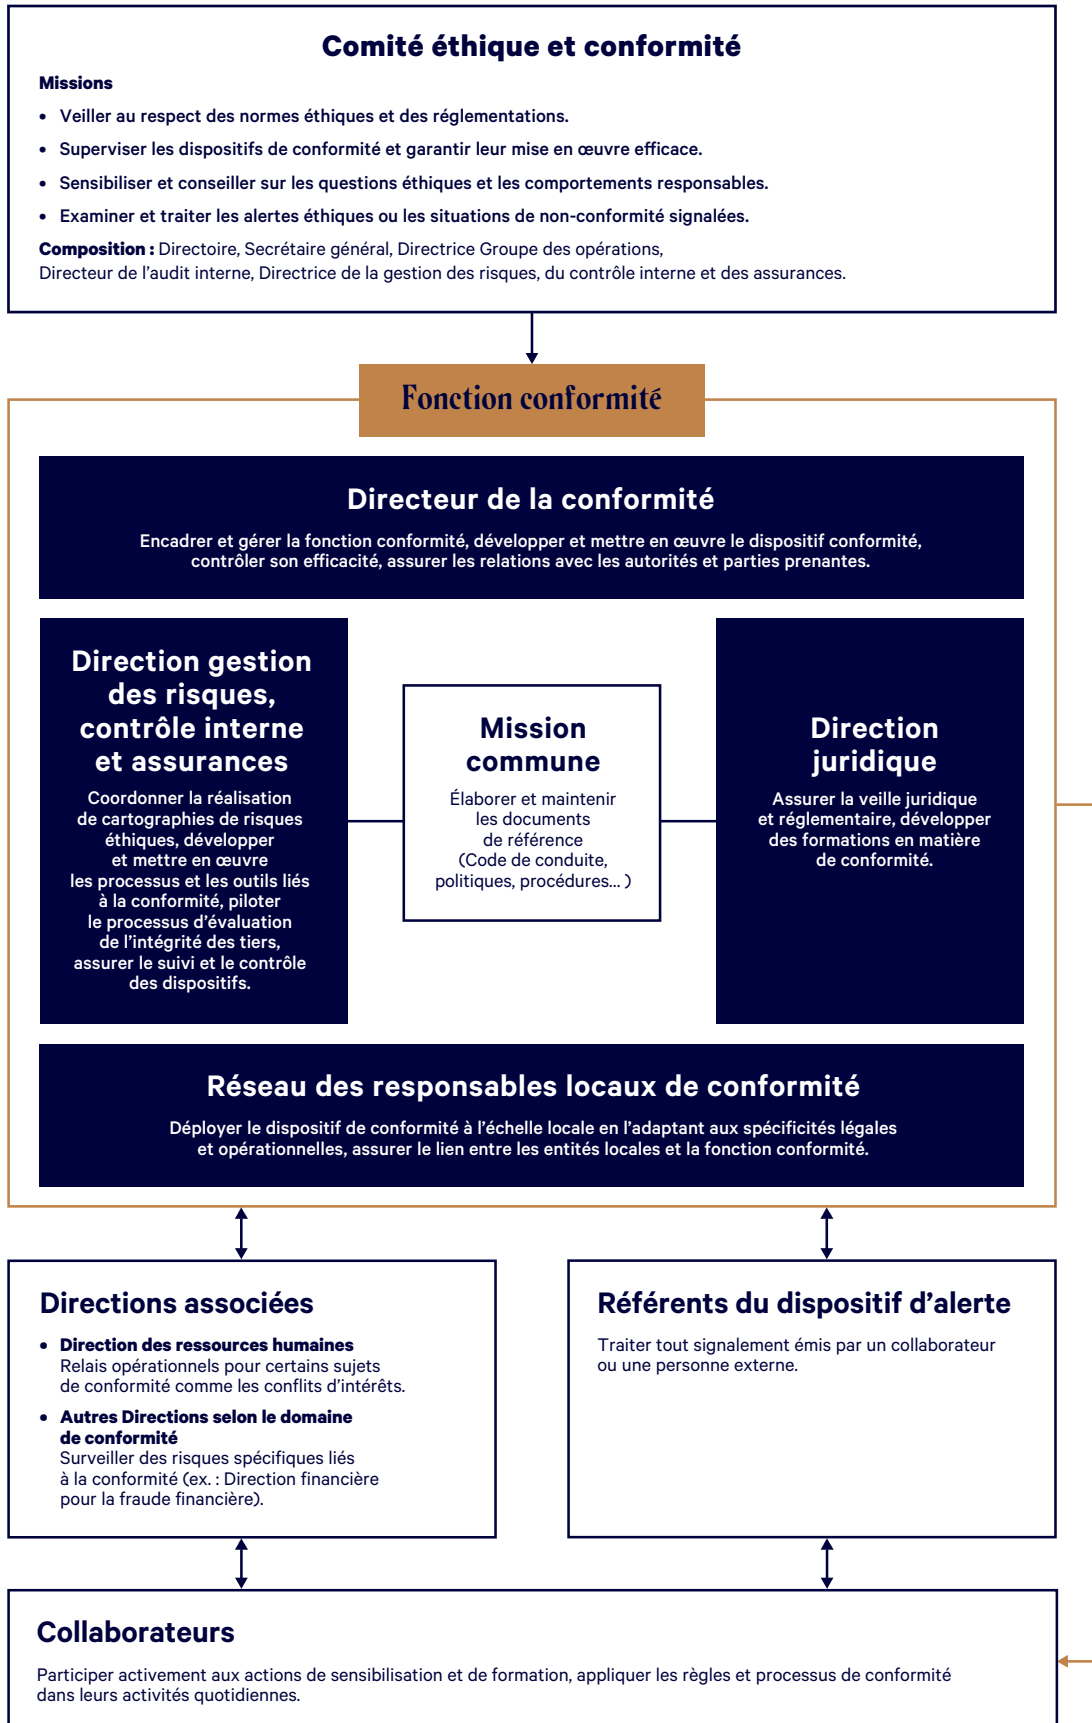 Comité éthique et conformité
Missions
• Veiller au respect des normes éthiques et des réglementations.
• Superviser les dispositifs de conformité et garantir leur mise en œuvre efficace.
• Sensibiliser et conseiller sur les questions éthiques et les comportements responsables.
• Examiner et traiter les alertes éthiques ou les situations de non-conformité signalées.
Composition : Directoire, Secrétaire général, Directrice Groupe des opérations,
Directeur de l’audit interne, Directrice de la gestion des risques, du contrôle interne et des assurances.
Fonction conformité
Directeur de la conformité
Encadrer et gérer la fonction conformité, développer et mettre en œuvre le dispositif conformité,
contrôler son efficacité, assurer les relations avec les autorités et parties prenantes.
Direction gestion
des risques,
contrôle interne
et assurances
Coordonner la réalisation
de cartographies de risques
éthiques, développer
et mettre en œuvre
les processus et les outils liés
à la conformité, piloter
le processus d’évaluation
de l’intégrité des tiers,
assurer le suivi et le contrôle
des dispositifs.
Mission
commune
Élaborer et maintenir
les documents
de référence
(Code de conduite,
politiques, procédures… )
Direction
juridique
Assurer la veille juridique
et réglementaire, développer
des formations en matière
de conformité.
Réseau des responsables locaux de conformité
Déployer le dispositif de conformité à l’échelle locale en l’adaptant aux spécificités légales
et opérationnelles, assurer le lien entre les entités locales et la fonction conformité.
Directions associées
• Direction des ressources humaines
Relais opérationnels pour certains sujets
de conformité comme les conflits d’intérêts.
• Autres Directions selon le domaine
de conformité
Surveiller des risques spécifiques liés
à la conformité (ex. : Direction financière
pour la fraude financière).
Référents du dispositif d’alerte
Traiter tout signalement émis par un collaborateur
ou une personne externe.
Collaborateurs
Participer activement aux actions de sensibilisation et de formation, appliquer les règles et processus de conformité
dans leurs activités quotidiennes.